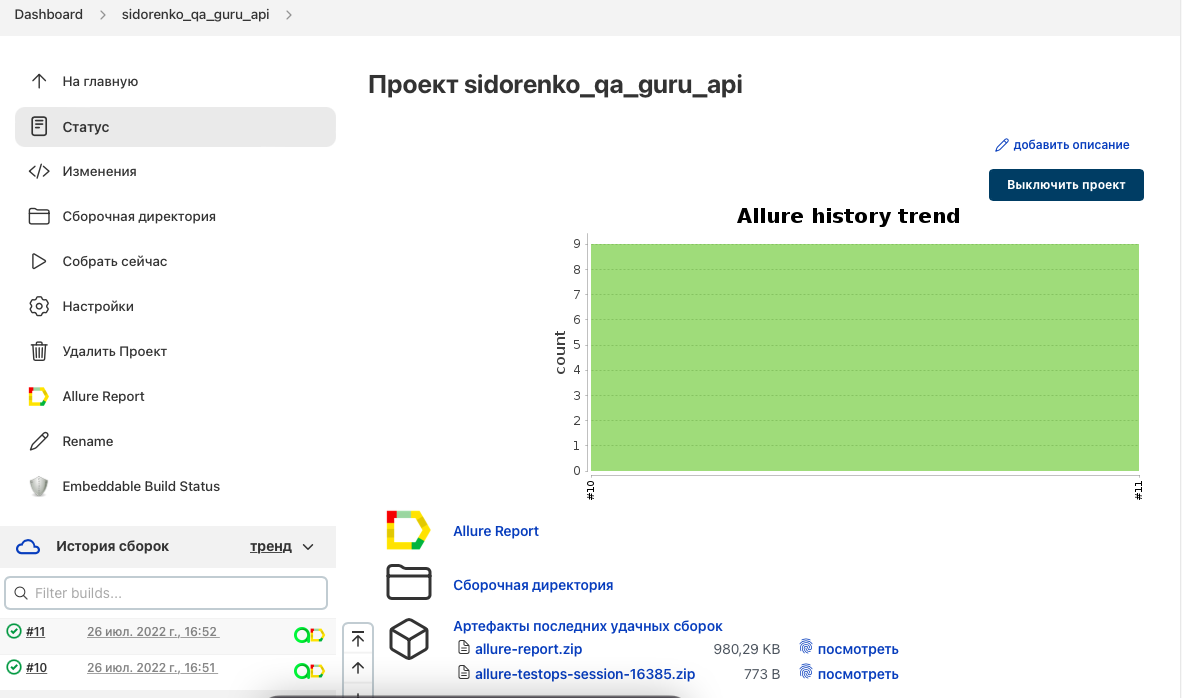 Dashboard
sidorenko_qa_guru_api
На главную
Статус
Изменения
Сборочная директория
Собрать сейчас
Настройки
Удалить Проект
Allure Report
Rename
Embeddable Build Status
История сборок
тренд
Filter builds...
#11
26 июл. 2022 г., 16:52
#10
26 июл. 2022 г., 16:51
Проект sidorenko_qa_guru_api
добавить описание
Выключить проект
Allure history trend
count
9
8
7
6
5
4
3
2
1
0
#10
#11
Allure Report
Сборочная директория
Артефакты последних удачных сборок
allure-report.zip 980,29 KB посмотреть
allure-testops-session-16385.zip 773 B посмотреть